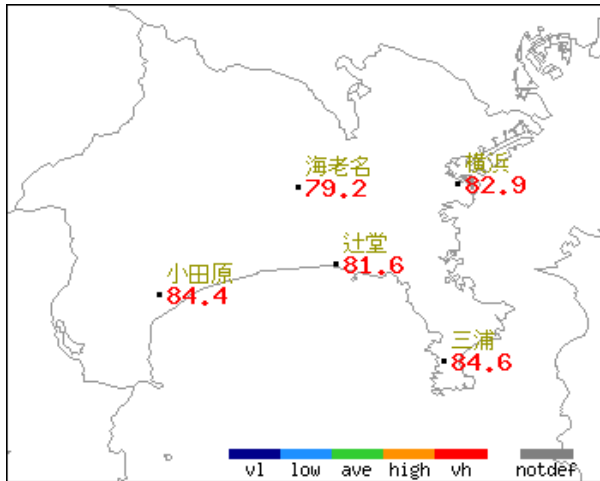 海老名
79.2
横浜
82.9
辻堂
81.6
小田原
84.4
三浦
84.6
vl low ave high vh notdef